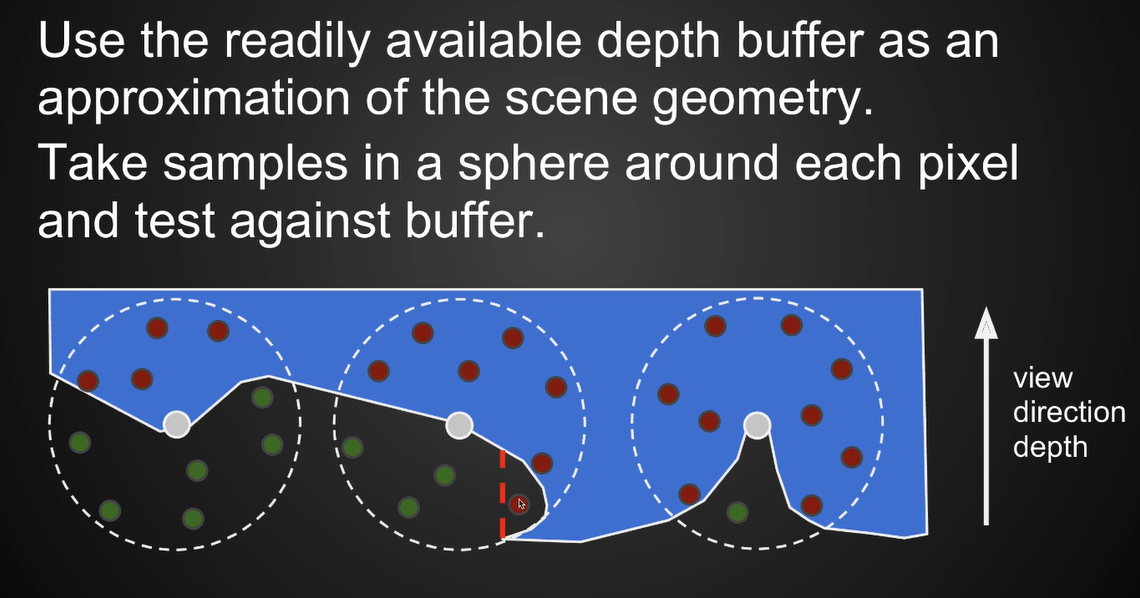 Use the readily available depth buffer as an
approximation of the scene geometry.
Take samples in a sphere around each pixel
and test against buffer.
view
direction
depth